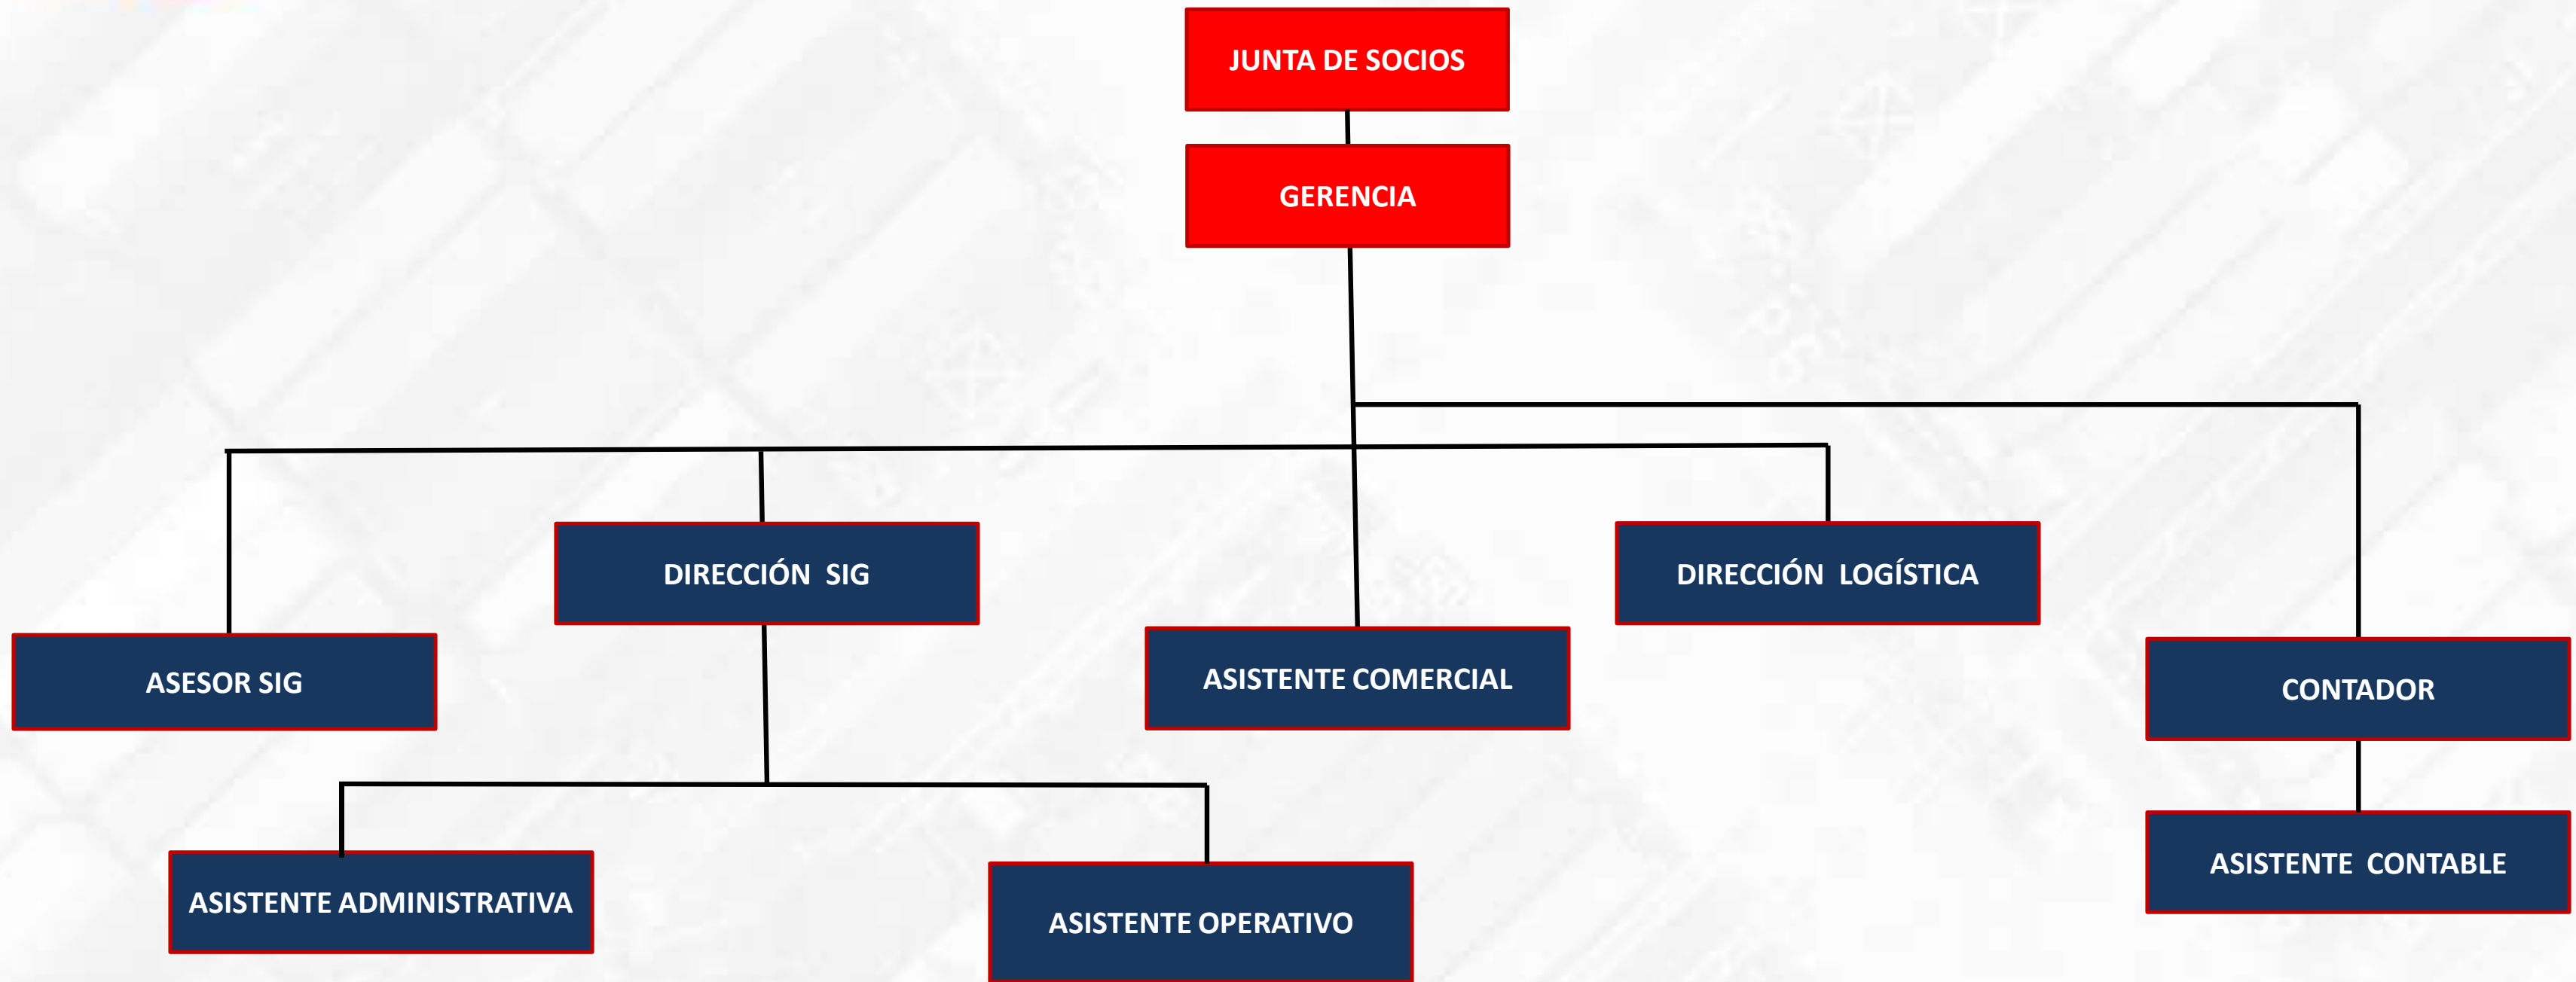 JUNTA DE SOCIOS
GERENCIA
DIRECCIÓN SIG
DIRECCIÓN LOGÍSTICA
ASESOR SIG
ASISTENTE COMERCIAL
CONTADOR
ASISTENTE CONTABLE
ASISTENTE ADMINISTRATIVA
ASISTENTE OPERATIVO